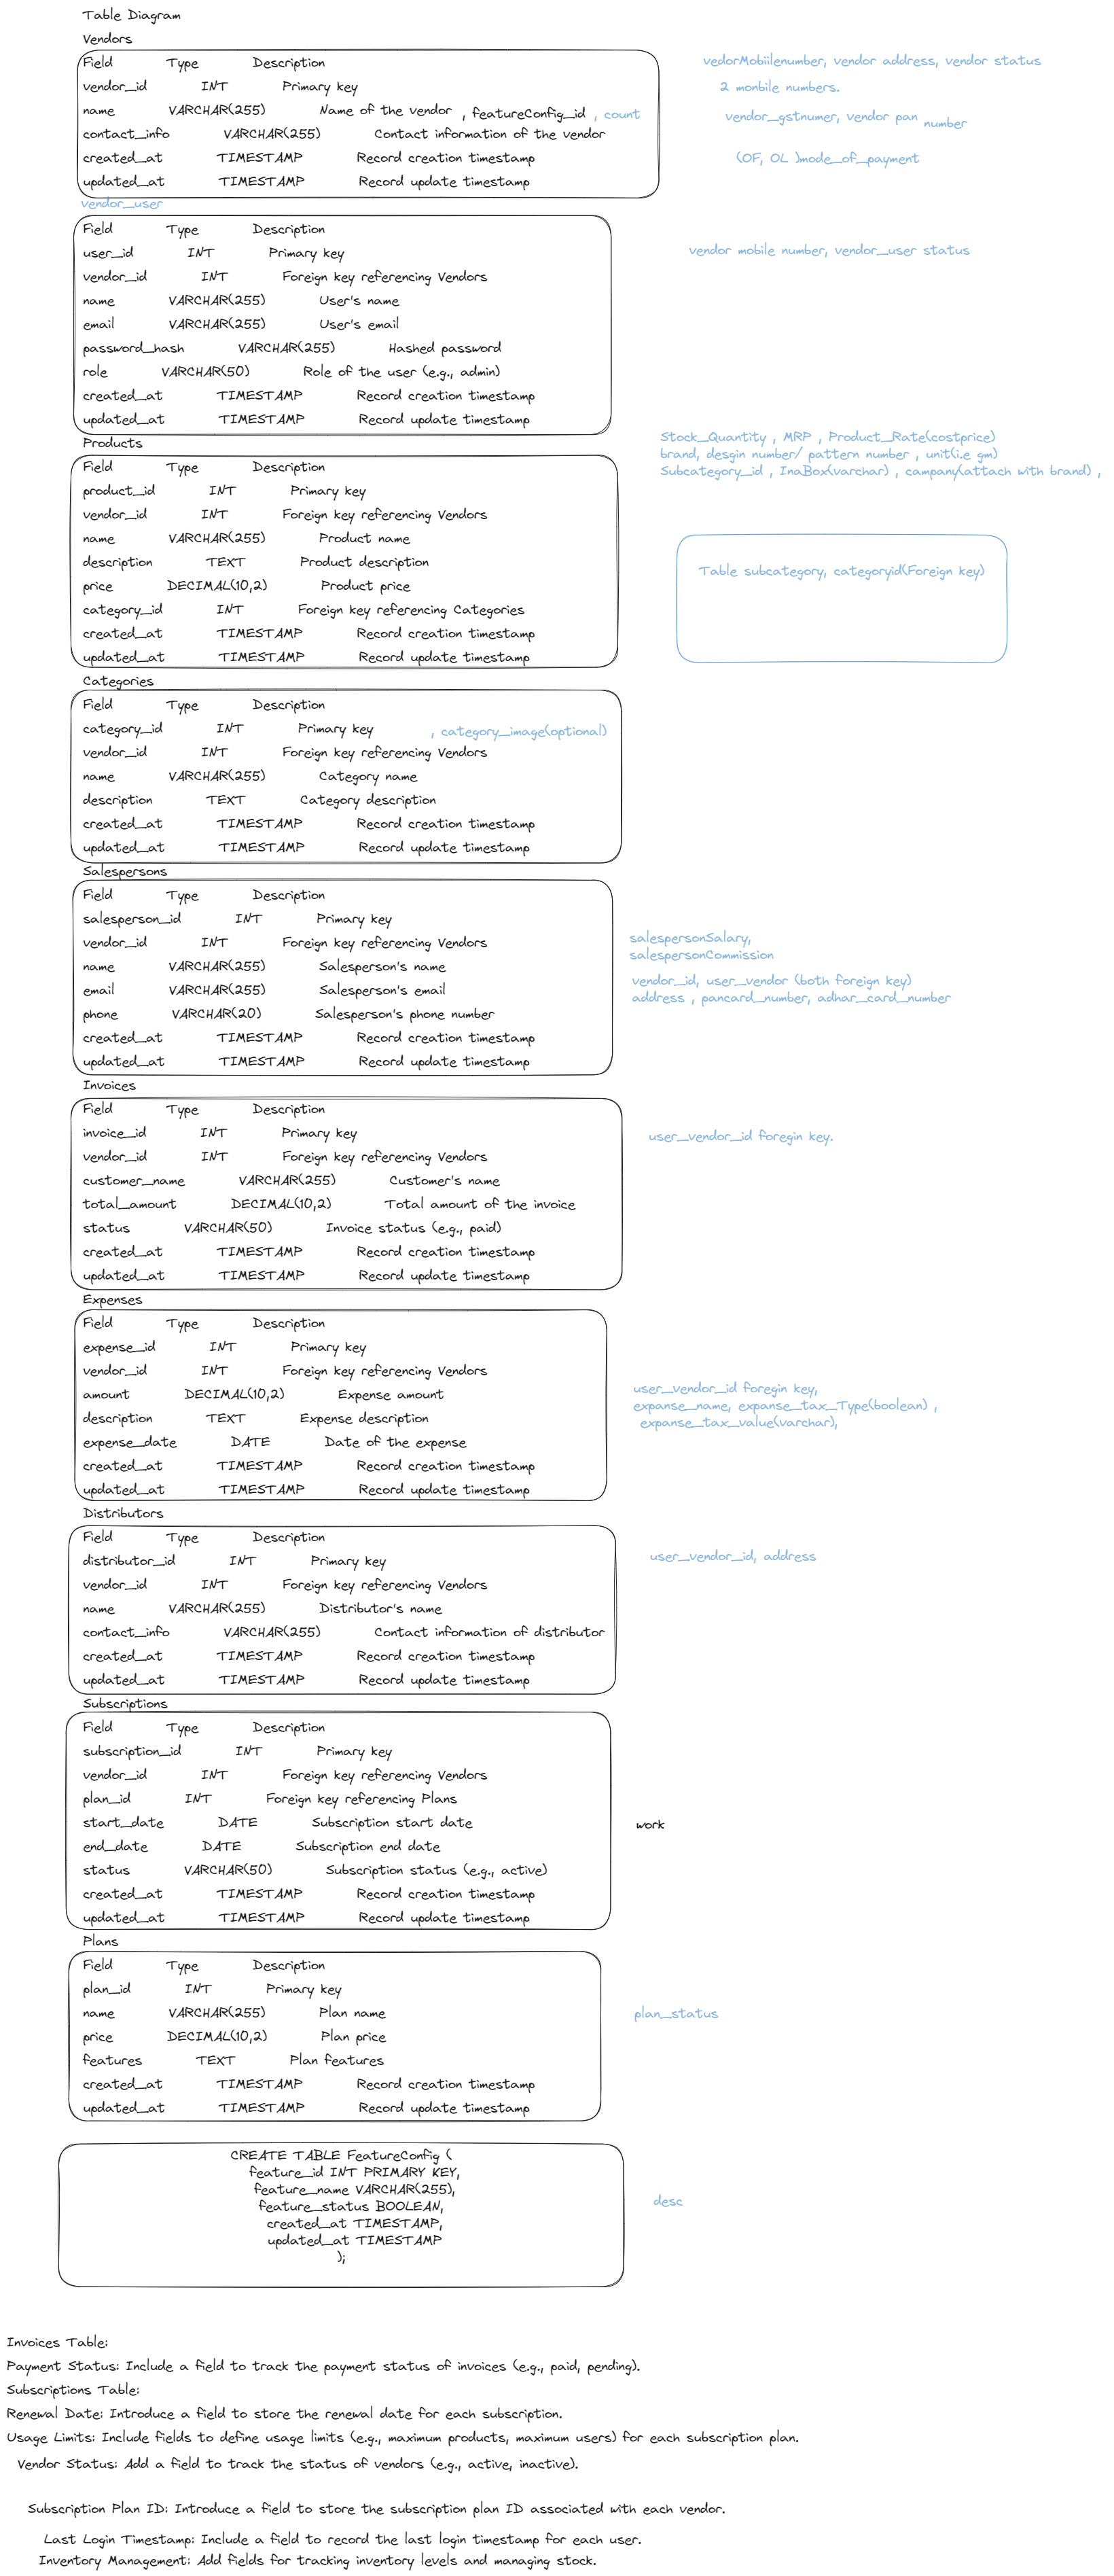 Table Diagram
Vendors
Field Type Description
vendor_id INT Primary key
name VARCHAR(255) Name of the vendor , featureConfig_id , count
contact_info VARCHAR(255) Contact information of the vendor
created_at TIMESTAMP Record creation timestamp
updated_at TIMESTAMP Record update timestamp
vedorMobiilenumber, vendor address, vendor status
2 monbile numbers.
vendor_gstnumer, vendor pan number
(OF, OL )mode_of_payment
vendor_user
Field Type Description
user_id INT Primary key
vendor_id INT Foreign key referencing Vendors
name VARCHAR(255) User's name
email VARCHAR(255) User's email
password_hash VARCHAR(255) Hashed password
role VARCHAR(50) Role of the user (e.g., admin)
created_at TIMESTAMP Record creation timestamp
updated_at TIMESTAMP Record update timestamp
vendor mobile number, vendor_user status
Products
Field Type Description
product_id INT Primary key
vendor_id INT Foreign key referencing Vendors
name VARCHAR(255) Product name
description TEXT Product description
price DECIMAL(10,2) Product price
category_id INT Foreign key referencing Categories
created_at TIMESTAMP Record creation timestamp
updated_at TIMESTAMP Record update timestamp
Stock_Quantity , MRP , Product_Rate(costprice)
brand, desgin number/ pattern number , unit(i.e gm)
Subcategory_id , InaBox(varchar) , campany(attach with brand) ,
Table subcategory, categoryid(Foreign key)
Categories
Field Type Description
category_id INT Primary key , category_image(optional)
vendor_id INT Foreign key referencing Vendors
name VARCHAR(255) Category name
description TEXT Category description
created_at TIMESTAMP Record creation timestamp
updated_at TIMESTAMP Record update timestamp
Salespersons
Field Type Description
salesperson_id INT Primary key
vendor_id INT Foreign key referencing Vendors
name VARCHAR(255) Salesperson's name
email VARCHAR(255) Salesperson's email
phone VARCHAR(20) Salesperson's phone number
created_at TIMESTAMP Record creation timestamp
updated_at TIMESTAMP Record update timestamp
salespersonSalary,
salespersonCommission
vendor_id, user_vendor (both foreign key)
address , pancard_number, adhar_card_number
Invoices
Field Type Description
invoice_id INT Primary key
vendor_id INT Foreign key referencing Vendors
customer_name VARCHAR(255) Customer's name
total_amount DECIMAL(10,2) Total amount of the invoice
status VARCHAR(50) Invoice status (e.g., paid)
created_at TIMESTAMP Record creation timestamp
updated_at TIMESTAMP Record update timestamp
user_vendor_id foregin key.
Expenses
Field Type Description
expense_id INT Primary key
vendor_id INT Foreign key referencing Vendors
amount DECIMAL(10,2) Expense amount
description TEXT Expense description
expense_date DATE Date of the expense
created_at TIMESTAMP Record creation timestamp
updated_at TIMESTAMP Record update timestamp
user_vendor_id foregin key,
expanse_name, expanse_tax_Type(boolean) ,
expanse_tax_value(varchar),
Distributors
Field Type Description
distributor_id INT Primary key
vendor_id INT Foreign key referencing Vendors
name VARCHAR(255) Distributor's name
contact_info VARCHAR(255) Contact information of distributor
created_at TIMESTAMP Record creation timestamp
updated_at TIMESTAMP Record update timestamp
user_vendor_id, address
Subscriptions
Field Type Description
subscription_id INT Primary key
vendor_id INT Foreign key referencing Vendors
plan_id INT Foreign key referencing Plans
start_date DATE Subscription start date
end_date DATE Subscription end date
status VARCHAR(50) Subscription status (e.g., active)
created_at TIMESTAMP Record creation timestamp
updated_at TIMESTAMP Record update timestamp
work
Plans
Field Type Description
plan_id INT Primary key
name VARCHAR(255) Plan name
price DECIMAL(10,2) Plan price
features TEXT Plan features
created_at TIMESTAMP Record creation timestamp
updated_at TIMESTAMP Record update timestamp
plan_status
CREATE TABLE FeatureConfig (
feature_id INT PRIMARY KEY,
feature_name VARCHAR(255),
feature_status BOOLEAN,
created_at TIMESTAMP,
updated_at TIMESTAMP
);
desc
Invoices Table:
Payment Status: Include a field to track the payment status of invoices (e.g., paid, pending).
Subscriptions Table:
Renewal Date: Introduce a field to store the renewal date for each subscription.
Usage Limits: Include fields to define usage limits (e.g., maximum products, maximum users) for each subscription plan.
Vendor Status: Add a field to track the status of vendors (e.g., active, inactive).
Subscription Plan ID: Introduce a field to store the subscription plan ID associated with each vendor.
Last Login Timestamp: Include a field to record the last login timestamp for each user.
Inventory Management: Add fields for tracking inventory levels and managing stock.